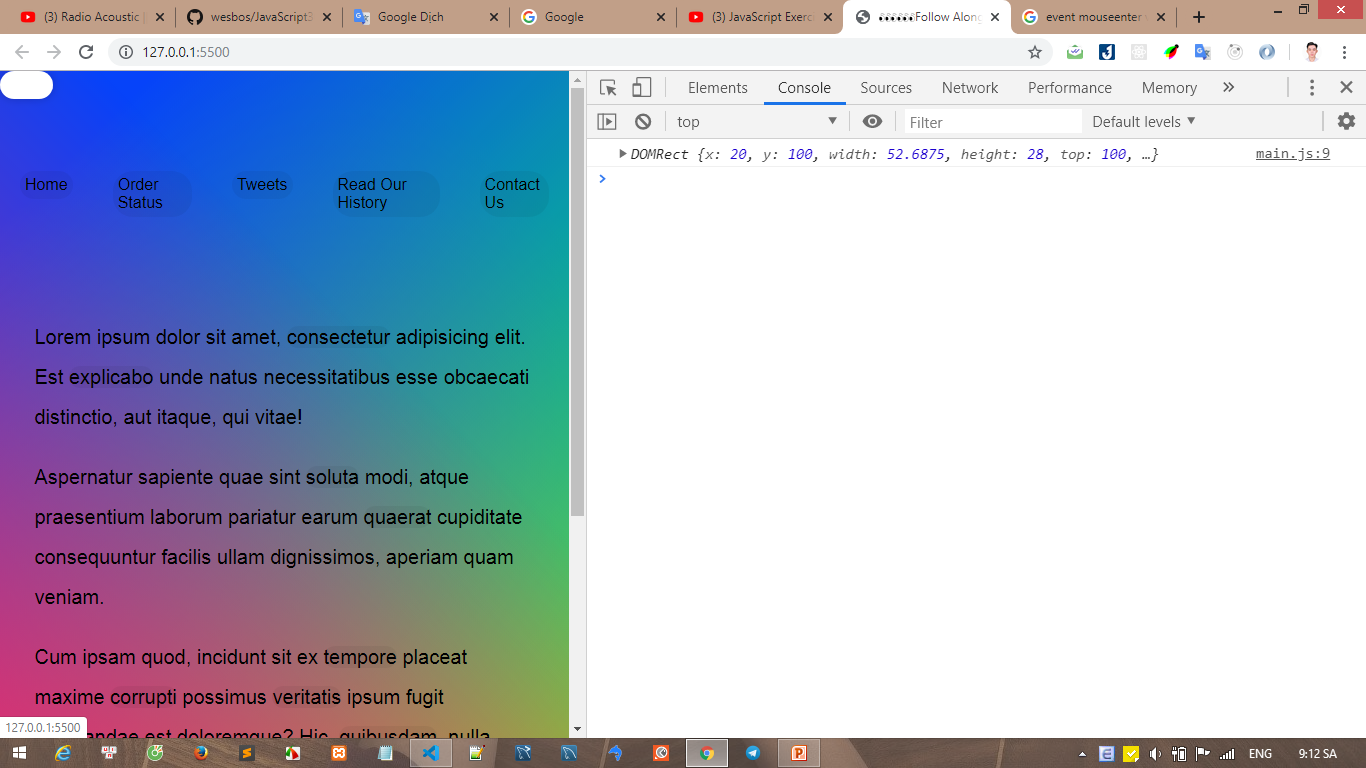 (3) Radio Acoustic
wesbos/JavaScript3
Google Dịch
Google
(3) JavaScript Exerc
Follow Along
event mouseenter
127.0.0.1:5500
Elements
Console
Sources
Network
Performance
Memory
top
Filter
Default levels
DOMRect {x: 20, y: 100, width: 52.6875, height: 28, top: 100, …}
main.js:9
Home
Order
Status
Tweets
Read Our
History
Contact
Us
Lorem ipsum dolor sit amet, consectetur adipisicing elit.
Est explicabo unde natus necessitatibus esse obcaecati
distinctio, aut itaque, qui vitae!
Aspernatur sapiente quae sint soluta modi, atque
praesentium laborum pariatur earum quaerat cupiditate
consequuntur facilis ullam dignissimos, aperiam quam
veniam.
Cum ipsam quod, incidunt sit ex tempore placeat
maxime corrupti possimus veritatis ipsum fugit
est doloremque? Hic, quibusdam, nulla
127.0.0.1:5500
ENG
9:12 SA